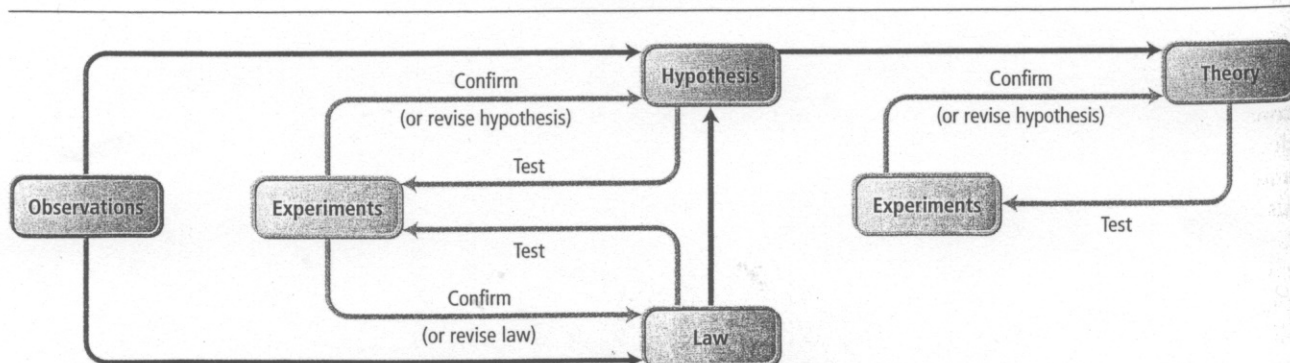 Hypothesis
Theory
Confirm
(or revise hypothesis)
Confirm
(or revise hypothesis)
Test
Observations
Experiments
Experiments
Test
Test
Confirm
(or revise law)
Law